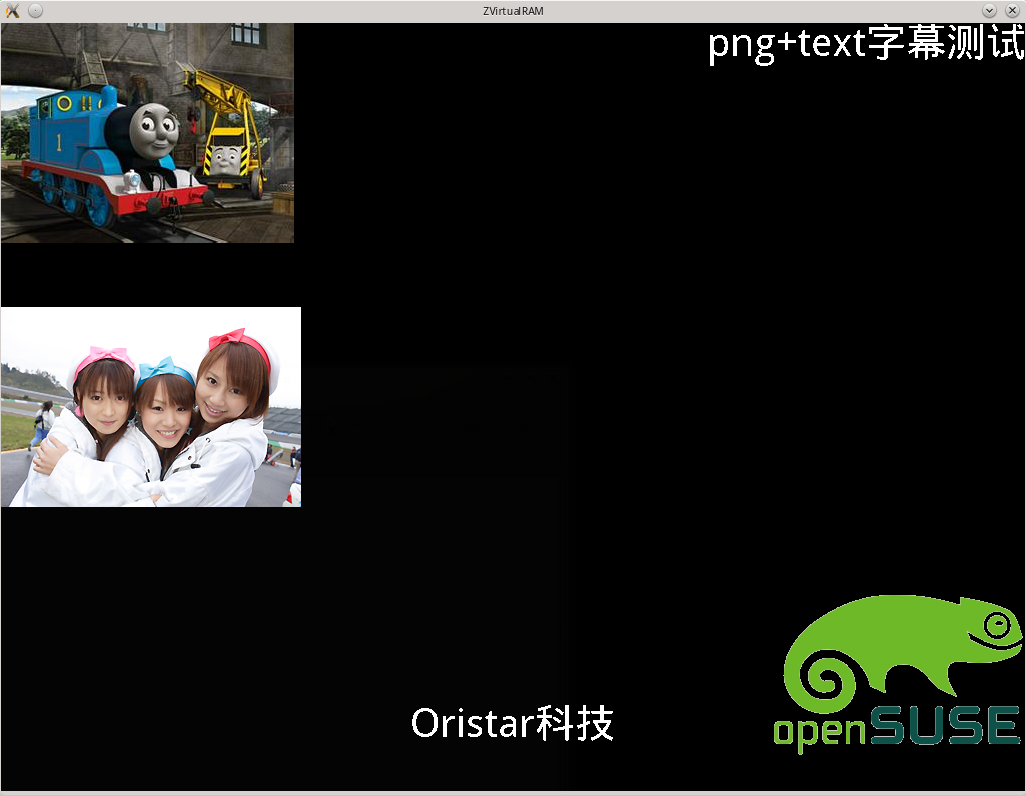 ZVirtualRAM
png+text字幕测试
1
Oristar科技
openSUSE